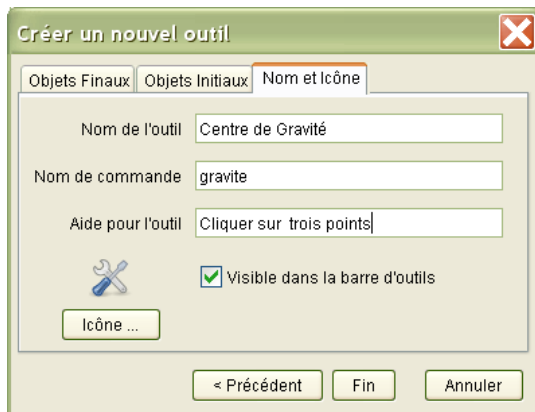 Créer un nouvel outil
Objets Finaux Objets Initiaux Nom et Icône
Nom de l'outil Centre de Gravité
Nom de commande gravite
Aide pour l'outil Cliquer sur trois points
Visible dans la barre d'outils
Icône ...
< Précédent Fin Annuler